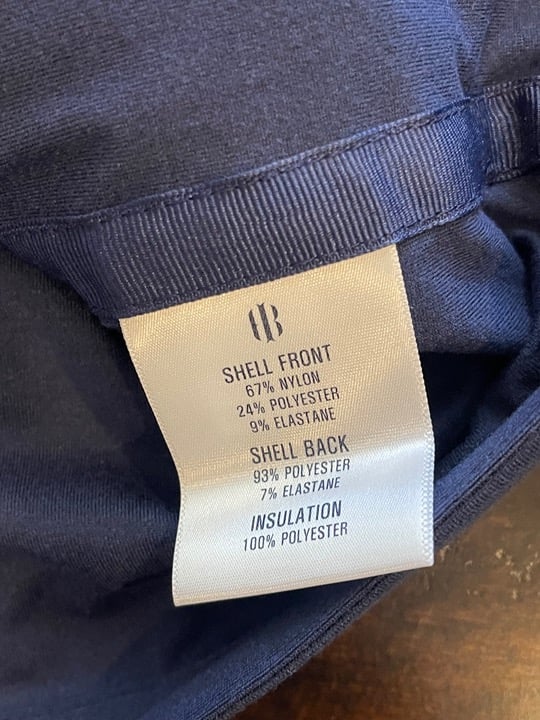 SHELL FRONT
67% NYLON
24% POLYESTER
9% ELASTANE
SHELL BACK
93% POLYESTER
7% ELASTANE
INSULATION
100% POLYESTER